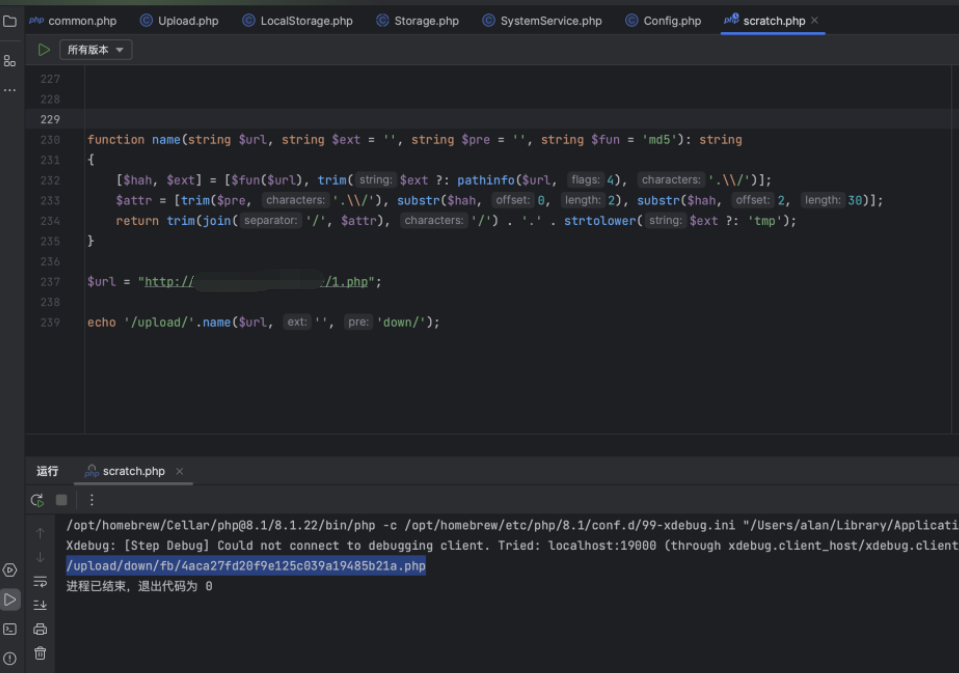 common.php Upload.php LocalStorage.php Storage.php SystemService.php Config.php scratch.php
所有版本
227
228
229
230 function name(string $url, string $ext = '', string $pre = '', string $fun = 'md5'): string
231 {
232 [$hah, $ext] = [$fun($url), trim( string: $ext ?: pathinfo($url, flags: 4), characters: '.\\/')];
233 $attr = [trim($pre, characters: '.\\/'), substr($hah, offset: 0, length: 2), substr($hah, offset: 2, length: 30)];
234 return trim(join( separator: '/', $attr), characters: '/') . '.' . strtolower( string: $ext ?: 'tmp');
235 }
236
237 $url = "http:// /1.php";
238
239 echo '/upload/'.name($url, ext: '', pre: 'down/');
运行 scratch.php
/opt/homebrew/Cellar/php@8.1/8.1.22/bin/php -c /opt/homebrew/etc/php/8.1/conf.d/99-xdebug.ini "/Users/alan/Library/Applicati
Xdebug: [Step Debug] Could not connect to debugging client. Tried: localhost:19000 (through xdebug.client_host/xdebug.client
/upload/down/fb/4aca27fd20f9e125c039a19485b21a.php
进程已结束，退出代码为 0